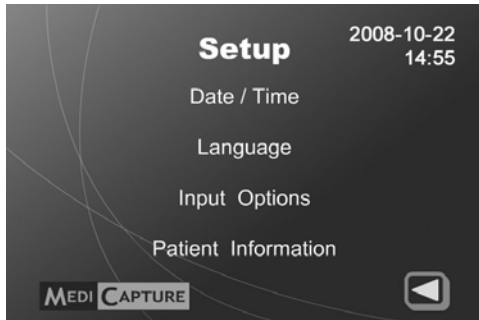 Setup
2008-10-22
14:55
Date / Time
Language
Input Options
Patient Information
MEDI CAPTURE